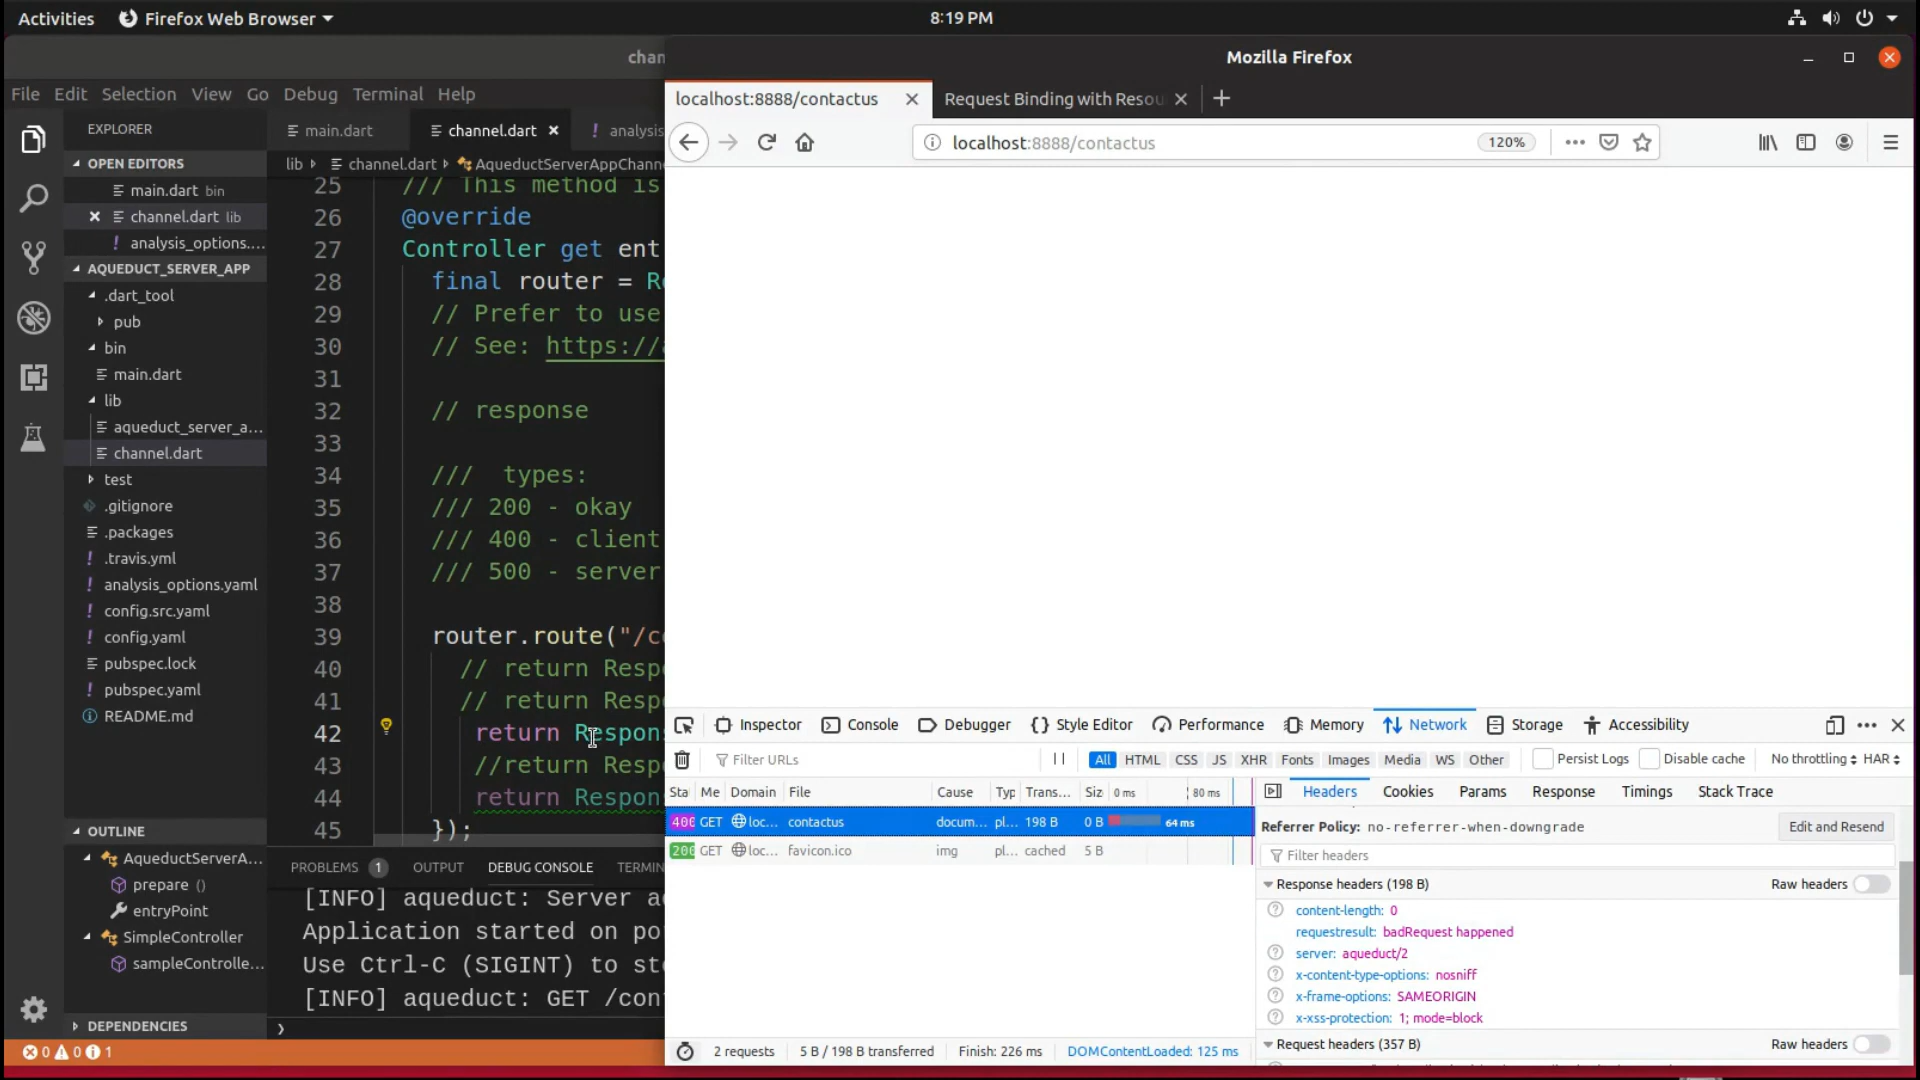 Activities Firefox Web Browser 8:19 PM
chan
Mozilla Firefox
File Edit Selection View Go Debug Terminal Help
localhost:8888/contactus Request Binding with Resou
localhost:8888/contactus 120%
EXPLORER
main.dart channel.dart ! analysis
OPEN EDITORS
lib channel.dart AqueductServerAppChann
main.dart bin
channel.dart lib
! analysis_options....
AQUEDUCT_SERVER_APP
.dart_tool
pub
bin
main.dart
lib
aqueduct_server_a...
channel.dart
test
.gitignore
.packages
! .travis.yml
! analysis_options.yaml
! config.src.yaml
! config.yaml
pubspec.lock
! pubspec.yaml
README.md
OUTLINE
AqueductServerA...
prepare ()
entryPoint
SimpleController
sampleControlle...
DEPENDENCIES
0 0 1
25 /// This method is
26 @override
27 Controller get ent
28 final router = Ro
29 // Prefer to use
30 // See: https://a
31
32 // response
33
34 /// types:
35 /// 200 - okay
36 /// 400 - client
37 /// 500 - server
38
39 router.route("/co
40 // return Respo
41 // return Respo
42 return Respons
43 //return Respo
44 return Respons
45 });
PROBLEMS 1 OUTPUT DEBUG CONSOLE TERMIN
[INFO] aqueduct: Server a
Application started on po
Use Ctrl-C (SIGINT) to sto
[INFO] aqueduct: GET /con
Inspector Console Debugger Style Editor Performance Memory Network Storage Accessibility
Filter URLs All HTML CSS JS XHR Fonts Images Media WS Other Persist Logs Disable cache No throttling HAR
Sta Me Domain File Cause Typ Trans... Siz 0 ms 80 ms
400 GET loc... contactus docum... pl... 198 B 0 B 64 ms
200 GET loc... favicon.ico img pl... cached 5 B
2 requests 5 B / 198 B transferred Finish: 226 ms DOMContentLoaded: 125 ms
Headers Cookies Params Response Timings Stack Trace
Referrer Policy: no-referrer-when-downgrade Edit and Resend
Filter headers
Response headers (198 B) Raw headers
content-length: 0
requestresult: badRequest happened
server: aqueduct/2
x-content-type-options: nosniff
x-frame-options: SAMEORIGIN
x-xss-protection: 1; mode=block
Request headers (357 B) Raw headers